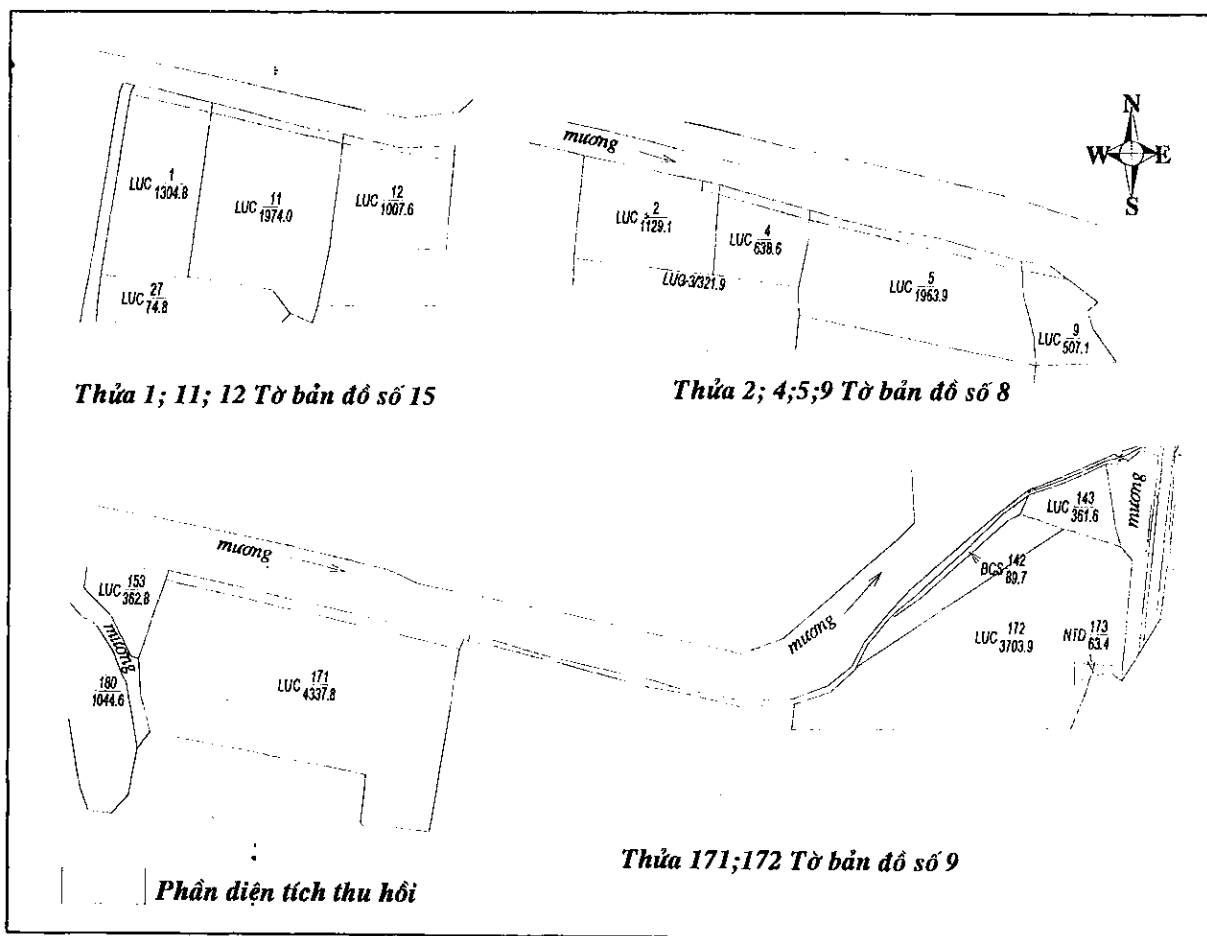 N
W E
S
mương
LUC 1
1304.8
LUC 11
1974.0
LUC 12
1007.6
LUC 27
74.8
LUC 2
1129.1
LUC 4
638.6
LUC 5
1963.9
LUC 9
507.1
Thửa 1; 11; 12 Tờ bản đồ số 15
Thửa 2; 4;5;9 Tờ bản đồ số 8
mương
LUC 153
362.8
mương
180
1044.6
LUC 171
4337.8
mương
LUC 143
361.6
mương
BCS 142
89.7
LUC 172
3703.9
NTD 173
63.4
Thửa 171;172 Tờ bản đồ số 9
Phần diện tích thu hồi